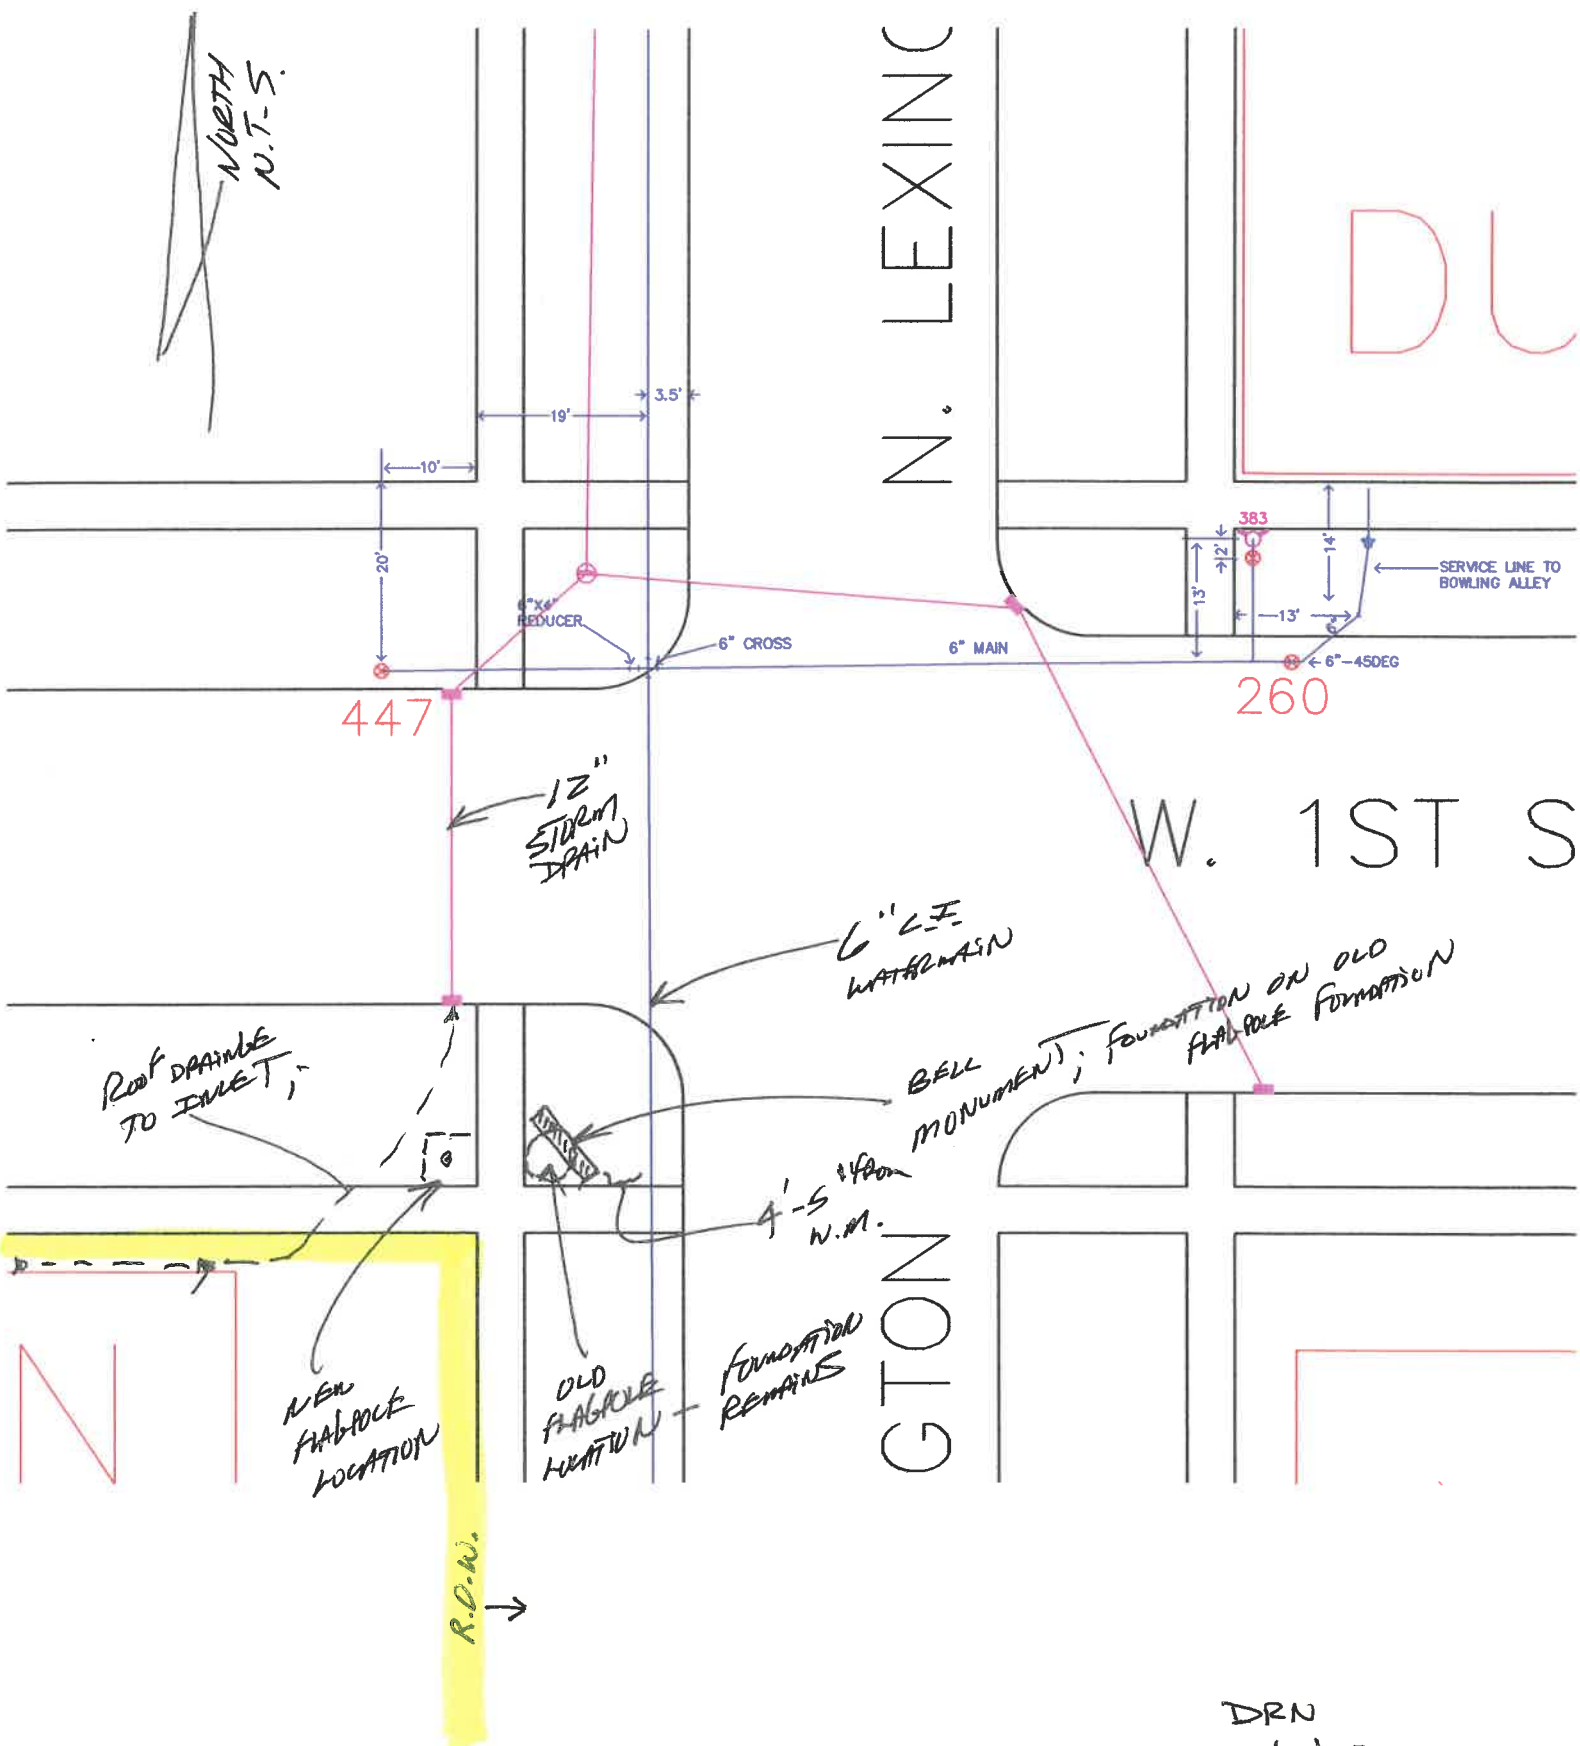 NORTH
N.T.S.
N. LEXING
DU
3.5'
19'
10'
20'
383
2'
13'
14'
13'
SERVICE LINE TO
BOWLING ALLEY
6"
REDUCER
6" CROSS
6" MAIN
6"-45DEG
447
260
12"
STORM
DRAIN
W. 1ST S
6" C.I.
WATERMAIN
BELL
MONUMENT; FOUNDATION ON OLD
FLAGPOLE FOUNDATION
ROOF DRAINGE
TO INLET;
4'-5" from
W.M.
GTON
NEW
FLAGPOLE
LOCATION
OLD
FLAGPOLE
LOCATION - FOUNDATION
REMAINS
N
R.O.W.
DRN